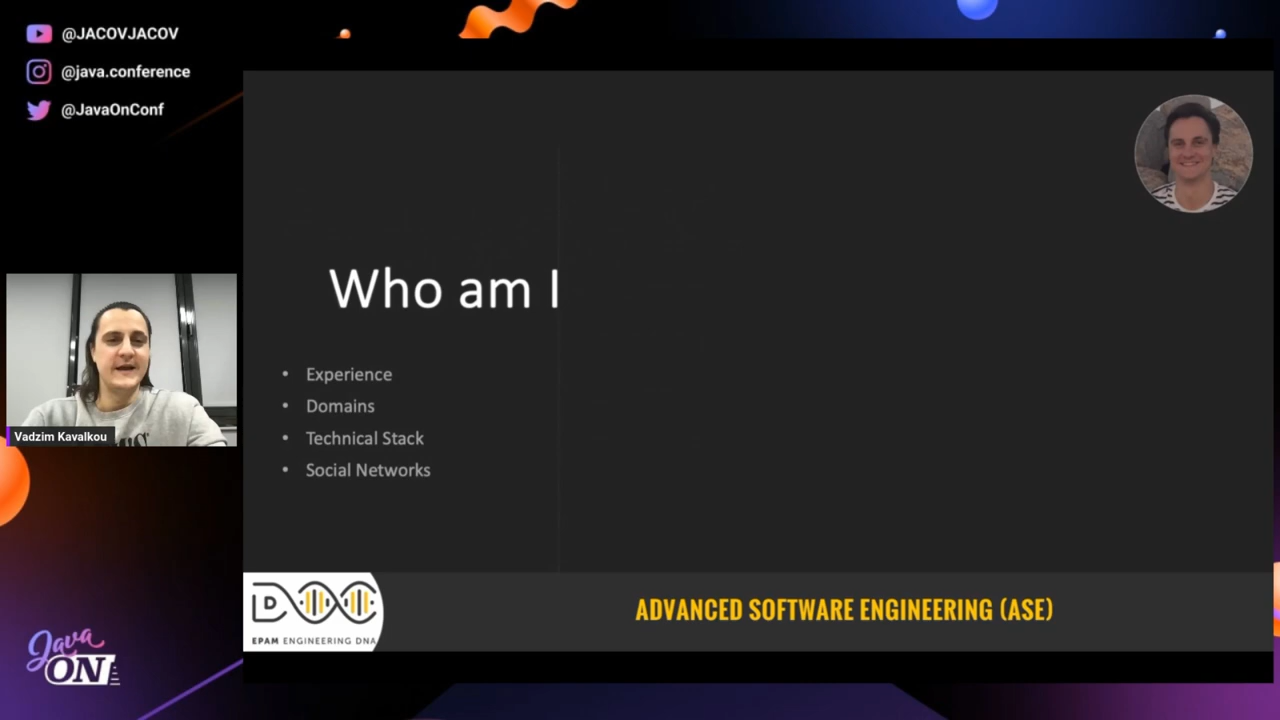 @JACOVJACOV
@java.conference
@JavaOnConf
Vadzim Kavalkou
Who am I
• Experience
• Domains
• Technical Stack
• Social Networks
EPAM ENGINEERING DNA
ADVANCED SOFTWARE ENGINEERING (ASE)
Java
ON